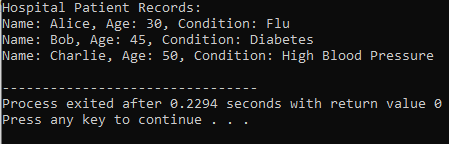 Hospital Patient Records:
Name: Alice, Age: 30, Condition: Flu
Name: Bob, Age: 45, Condition: Diabetes
Name: Charlie, Age: 50, Condition: High Blood Pressure
--------------------------------
Process exited after 0.2294 seconds with return value 0
Press any key to continue . . .